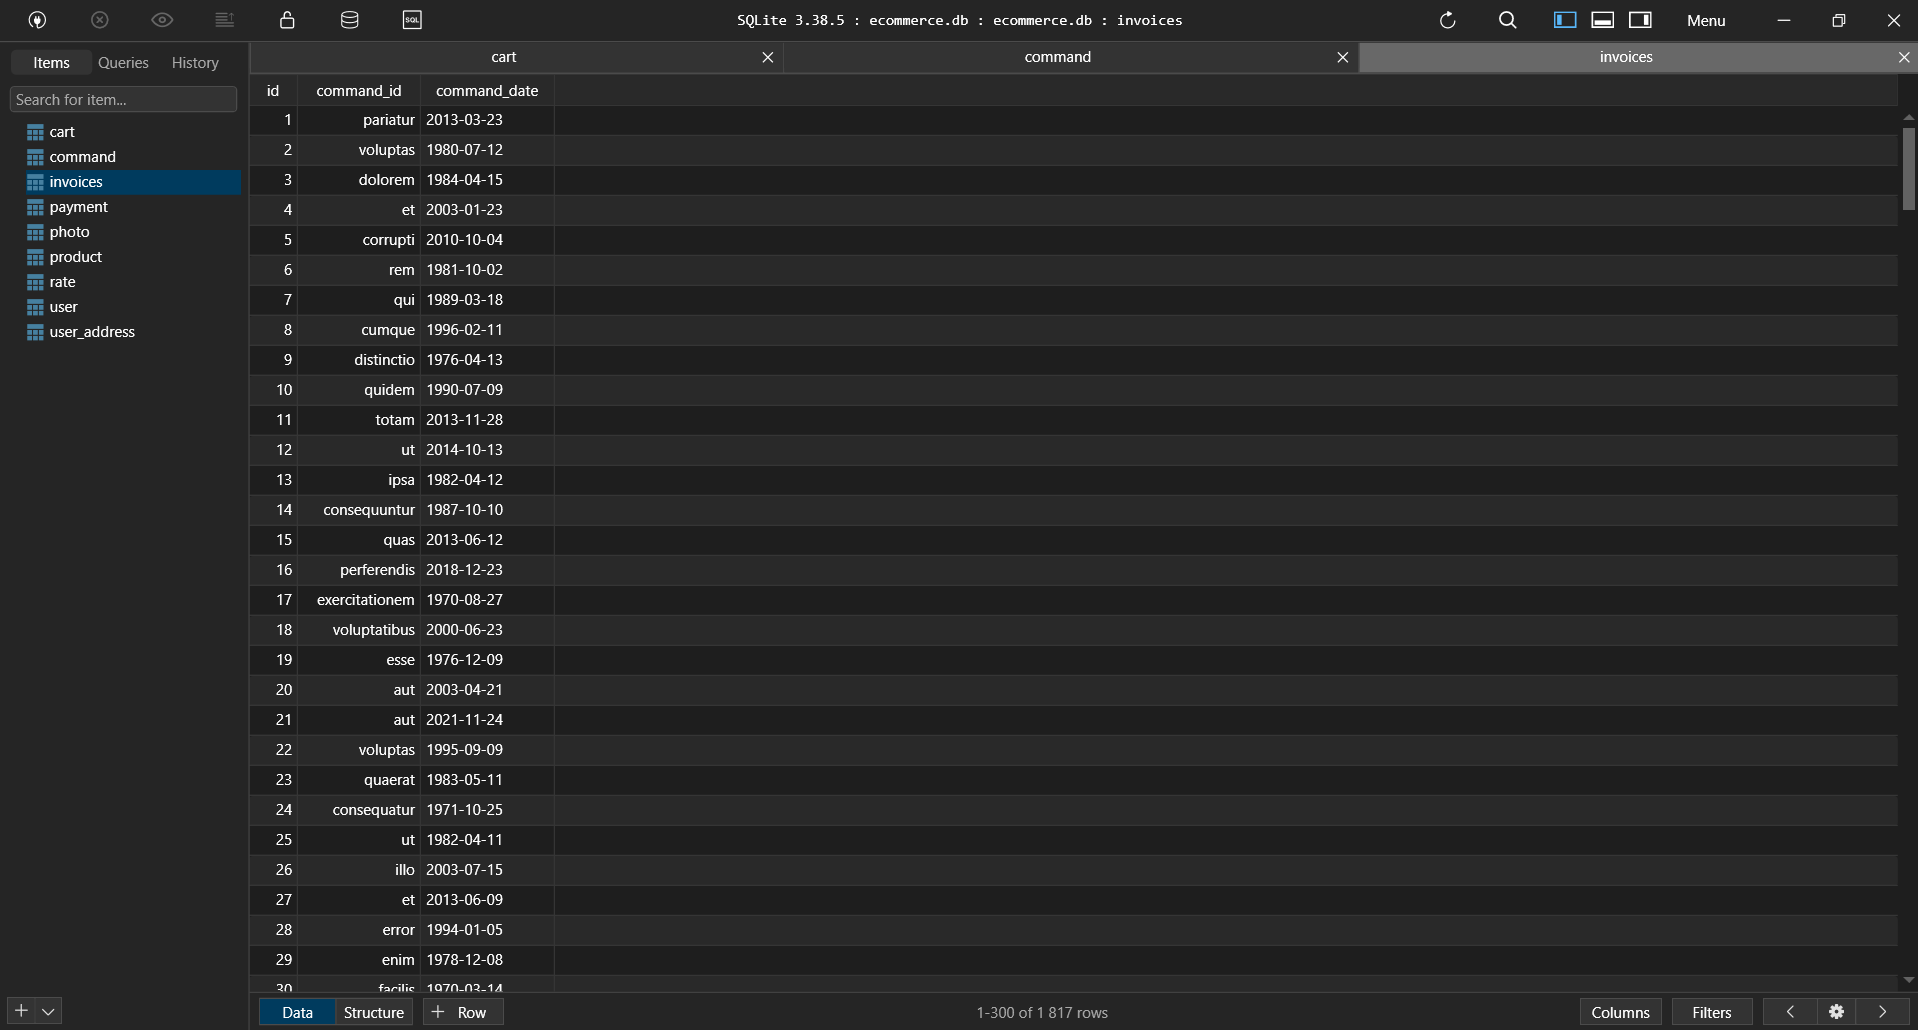 SQL
SQLite 3.38.5 : ecommerce.db : ecommerce.db : invoices
Menu
Items Queries History
cart command invoices
Search for item...
cart
command
invoices
payment
photo
product
rate
user
user_address
id command_id command_date
1 pariatur 2013-03-23
2 voluptas 1980-07-12
3 dolorem 1984-04-15
4 et 2003-01-23
5 corrupti 2010-10-04
6 rem 1981-10-02
7 qui 1989-03-18
8 cumque 1996-02-11
9 distinctio 1976-04-13
10 quidem 1990-07-09
11 totam 2013-11-28
12 ut 2014-10-13
13 ipsa 1982-04-12
14 consequuntur 1987-10-10
15 quas 2013-06-12
16 perferendis 2018-12-23
17 exercitationem 1970-08-27
18 voluptatibus 2000-06-23
19 esse 1976-12-09
20 aut 2003-04-21
21 aut 2021-11-24
22 voluptas 1995-09-09
23 quaerat 1983-05-11
24 consequatur 1971-10-25
25 ut 1982-04-11
26 illo 2003-07-15
27 et 2013-06-09
28 error 1994-01-05
29 enim 1978-12-08
30 facilis 1970-03-14
Data Structure + Row
1-300 of 1 817 rows
Columns Filters